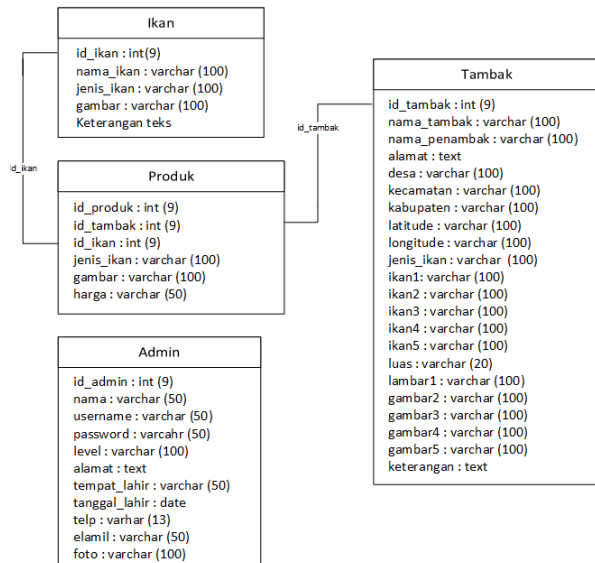 Ikan
id_ikan : int(9)
nama_ikan : varchar (100)
jenis_ikan : varchar (100)
gambar : varchar (100)
Keterangan teks
id_ikan
Produk
id_produk : int (9)
id_tambak : int (9)
id_ikan : int (9)
jenis_ikan : varchar (100)
gambar : varchar (100)
harga : varchar (50)
id_tambak
Tambak
id_tambak : int (9)
nama_tambak : varchar (100)
nama_penambak : varchar (100)
alamat : text
desa : varchar (100)
kecamatan : varchar (100)
kabupaten : varchar (100)
latitude : varchar (100)
longitude : varchar (100)
jenis_ikan : varchar (100)
ikan1: varchar (100)
ikan2 : varchar (100)
ikan3 : varchar (100)
ikan4 : varchar (100)
ikan5 : varchar (100)
luas : varchar (20)
lambar1 : varchar (100)
gambar2 : varchar (100)
gambar3 : varchar (100)
gambar4 : varchar (100)
gambar5 : varchar (100)
keterangan : text
Admin
id_admin : int (9)
nama : varchar (50)
username : varchar (50)
password : varcahr (50)
level : varchar (100)
alamat : text
tempat_lahir : varchar (50)
tanggal_lahir : date
telp : varhar (13)
elamil : varchar (50)
foto : varchar (100)